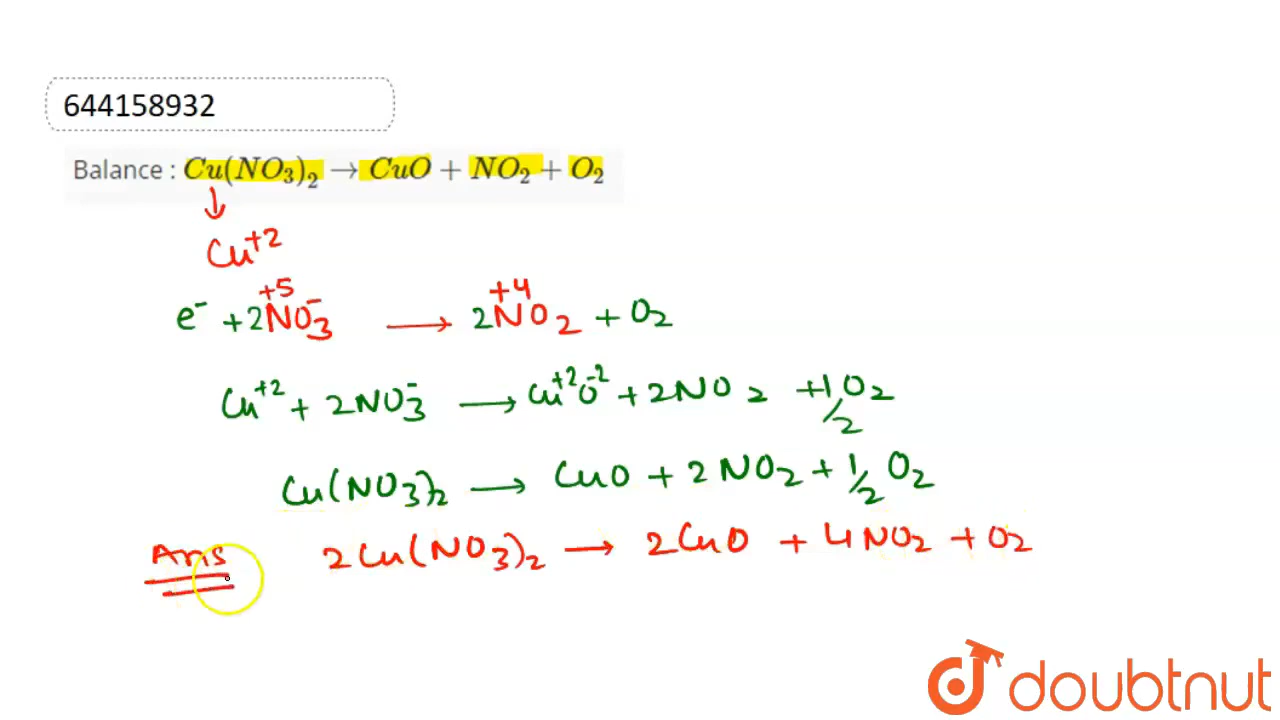 644158932
Balance : Cu(NO₃)₂ → CuO + NO₂ + O₂
↓
Cu⁺²
+5 +4
e⁻ + 2NO₃⁻ → 2NO₂ + O₂
Cu⁺² + 2NO₃⁻ → Cu⁺²O⁻² + 2NO₂ + 1/2 O₂
Cu(NO₃)₂ → CuO + 2NO₂ + 1/2 O₂
Ans 2Cu(NO₃)₂ → 2CuO + 4NO₂ + O₂
doubtnut